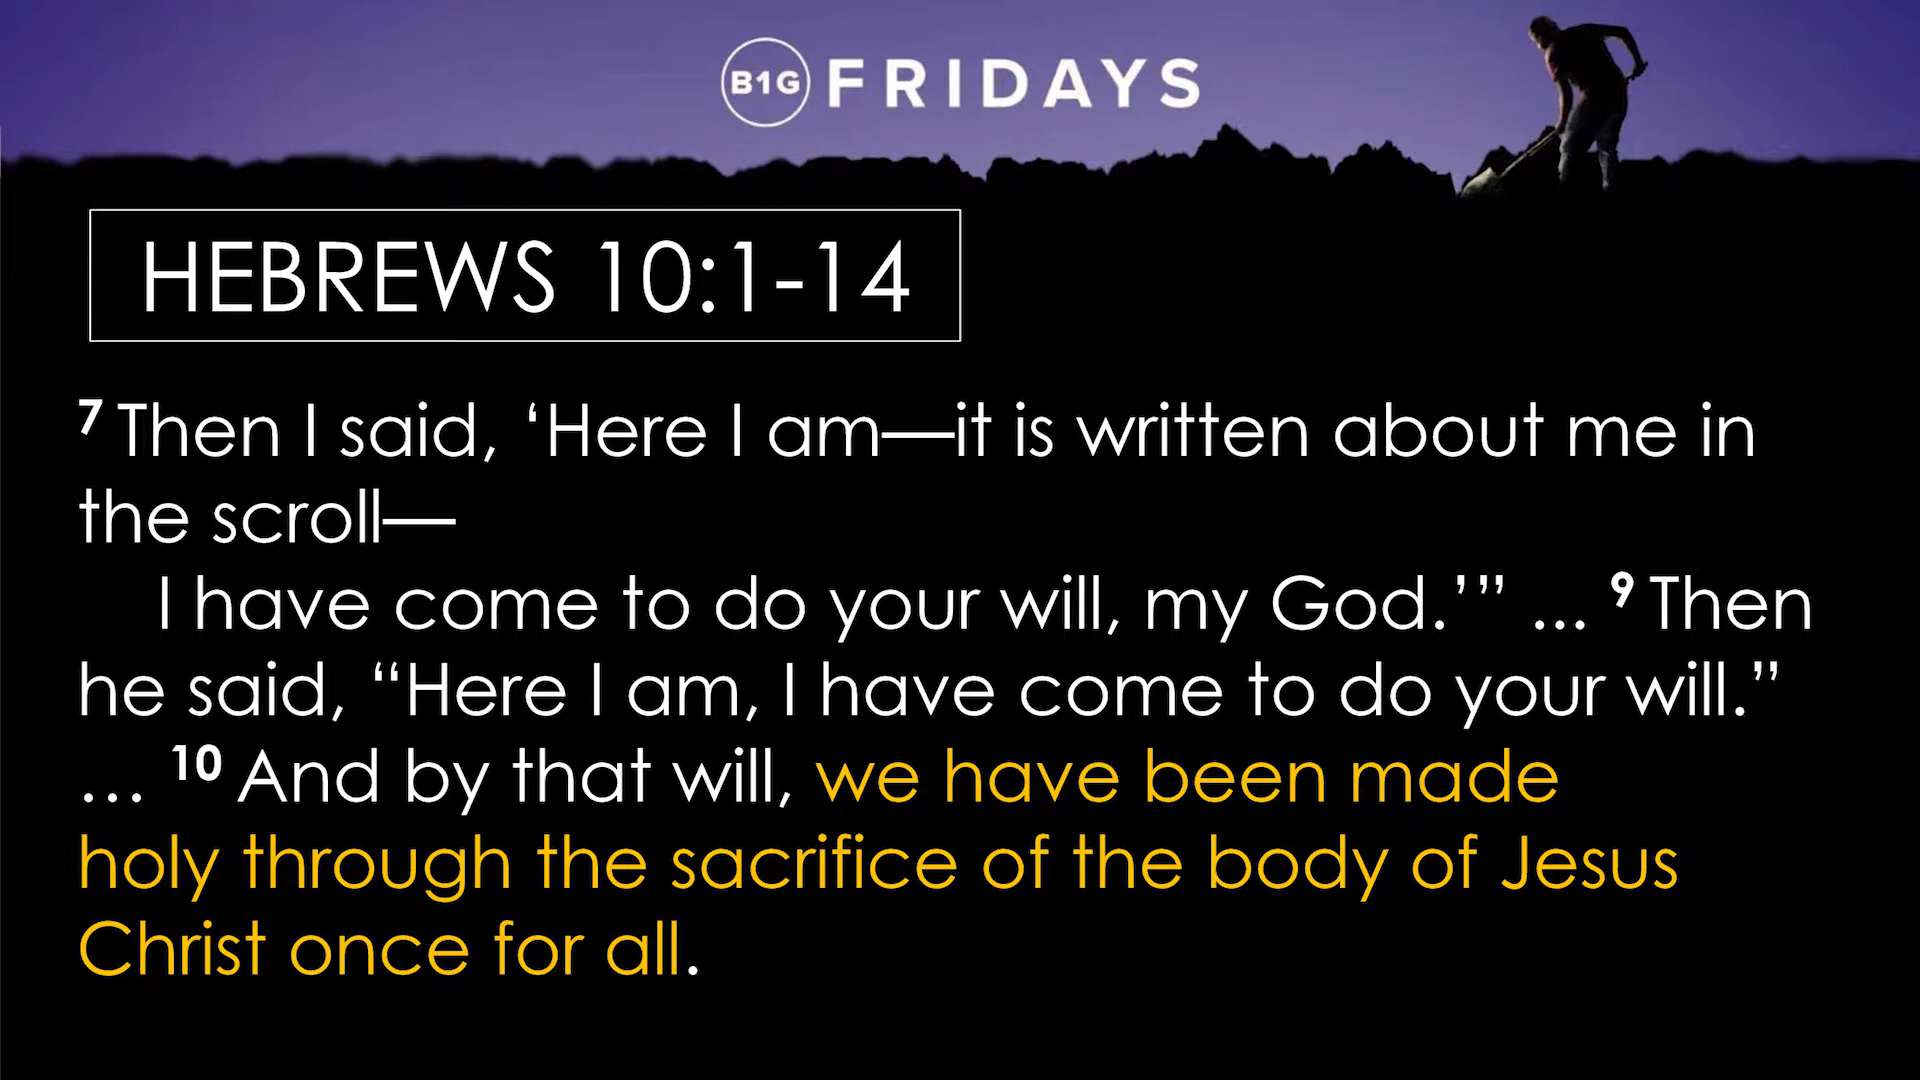 B1G FRIDAYS
HEBREWS 10:1-14
7 Then I said, ‘Here I am—it is written about me in
the scroll—
I have come to do your will, my God.’” ... 9 Then
he said, “Here I am, I have come to do your will.”
… 10 And by that will, we have been made
holy through the sacrifice of the body of Jesus
Christ once for all.